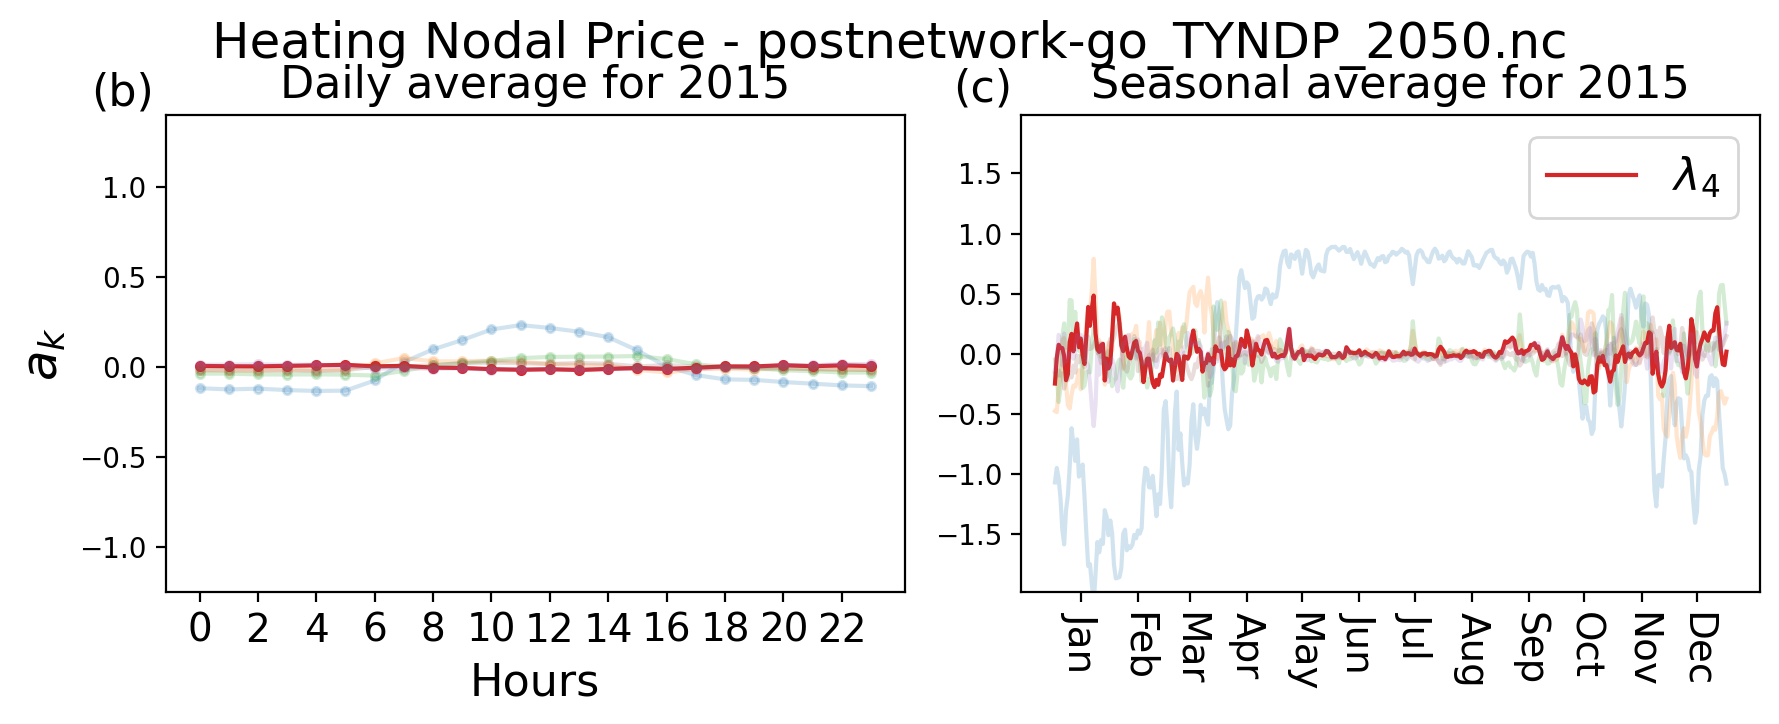 Heating Nodal Price - postnetwork-go_TYNDP_2050.nc
(b)
Daily average for 2015
1.0
0.5
0.0
−0.5
−1.0
a_k
0 2 4 6 8 10 12 14 16 18 20 22
Hours
(c)
Seasonal average for 2015
λ_4
1.5
1.0
0.5
0.0
−0.5
−1.0
−1.5
Jan Feb Mar Apr May Jun Jul Aug Sep Oct Nov Dec